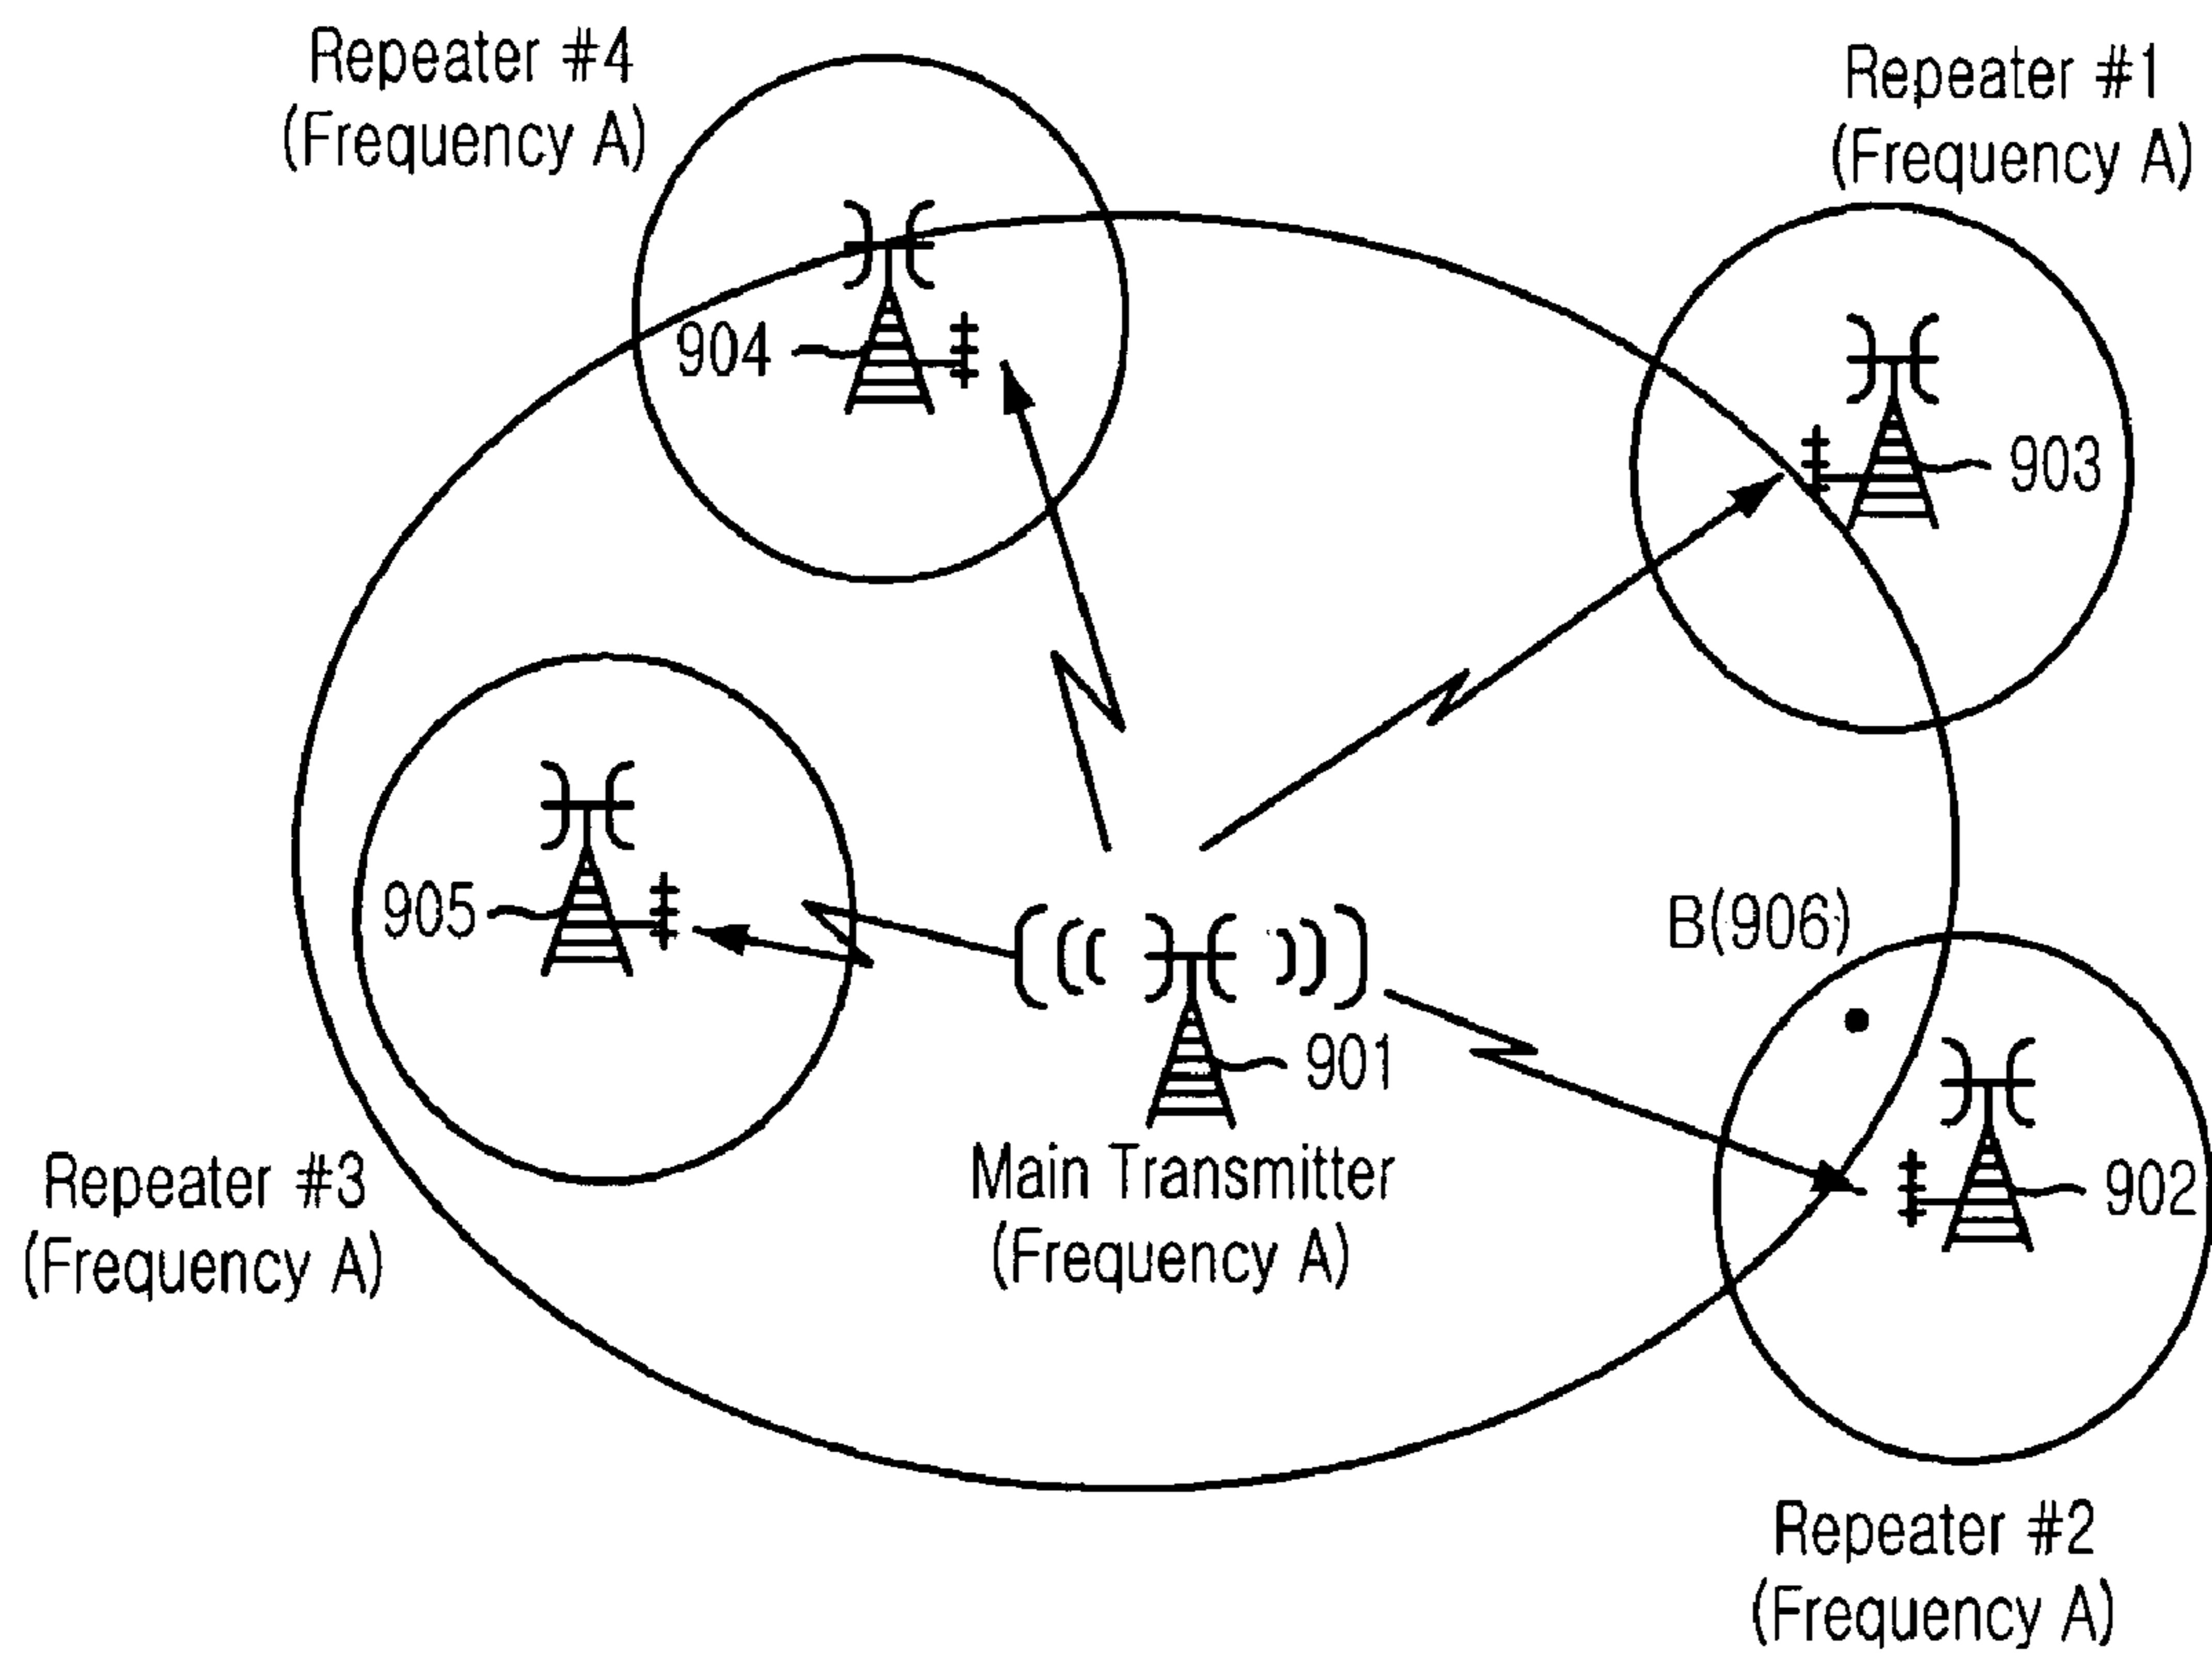 Repeater #4
(Frequency A)
Repeater #1
(Frequency A)
904
903
905
B(906)
901
Main Transmitter
(Frequency A)
902
Repeater #3
(Frequency A)
Repeater #2
(Frequency A)